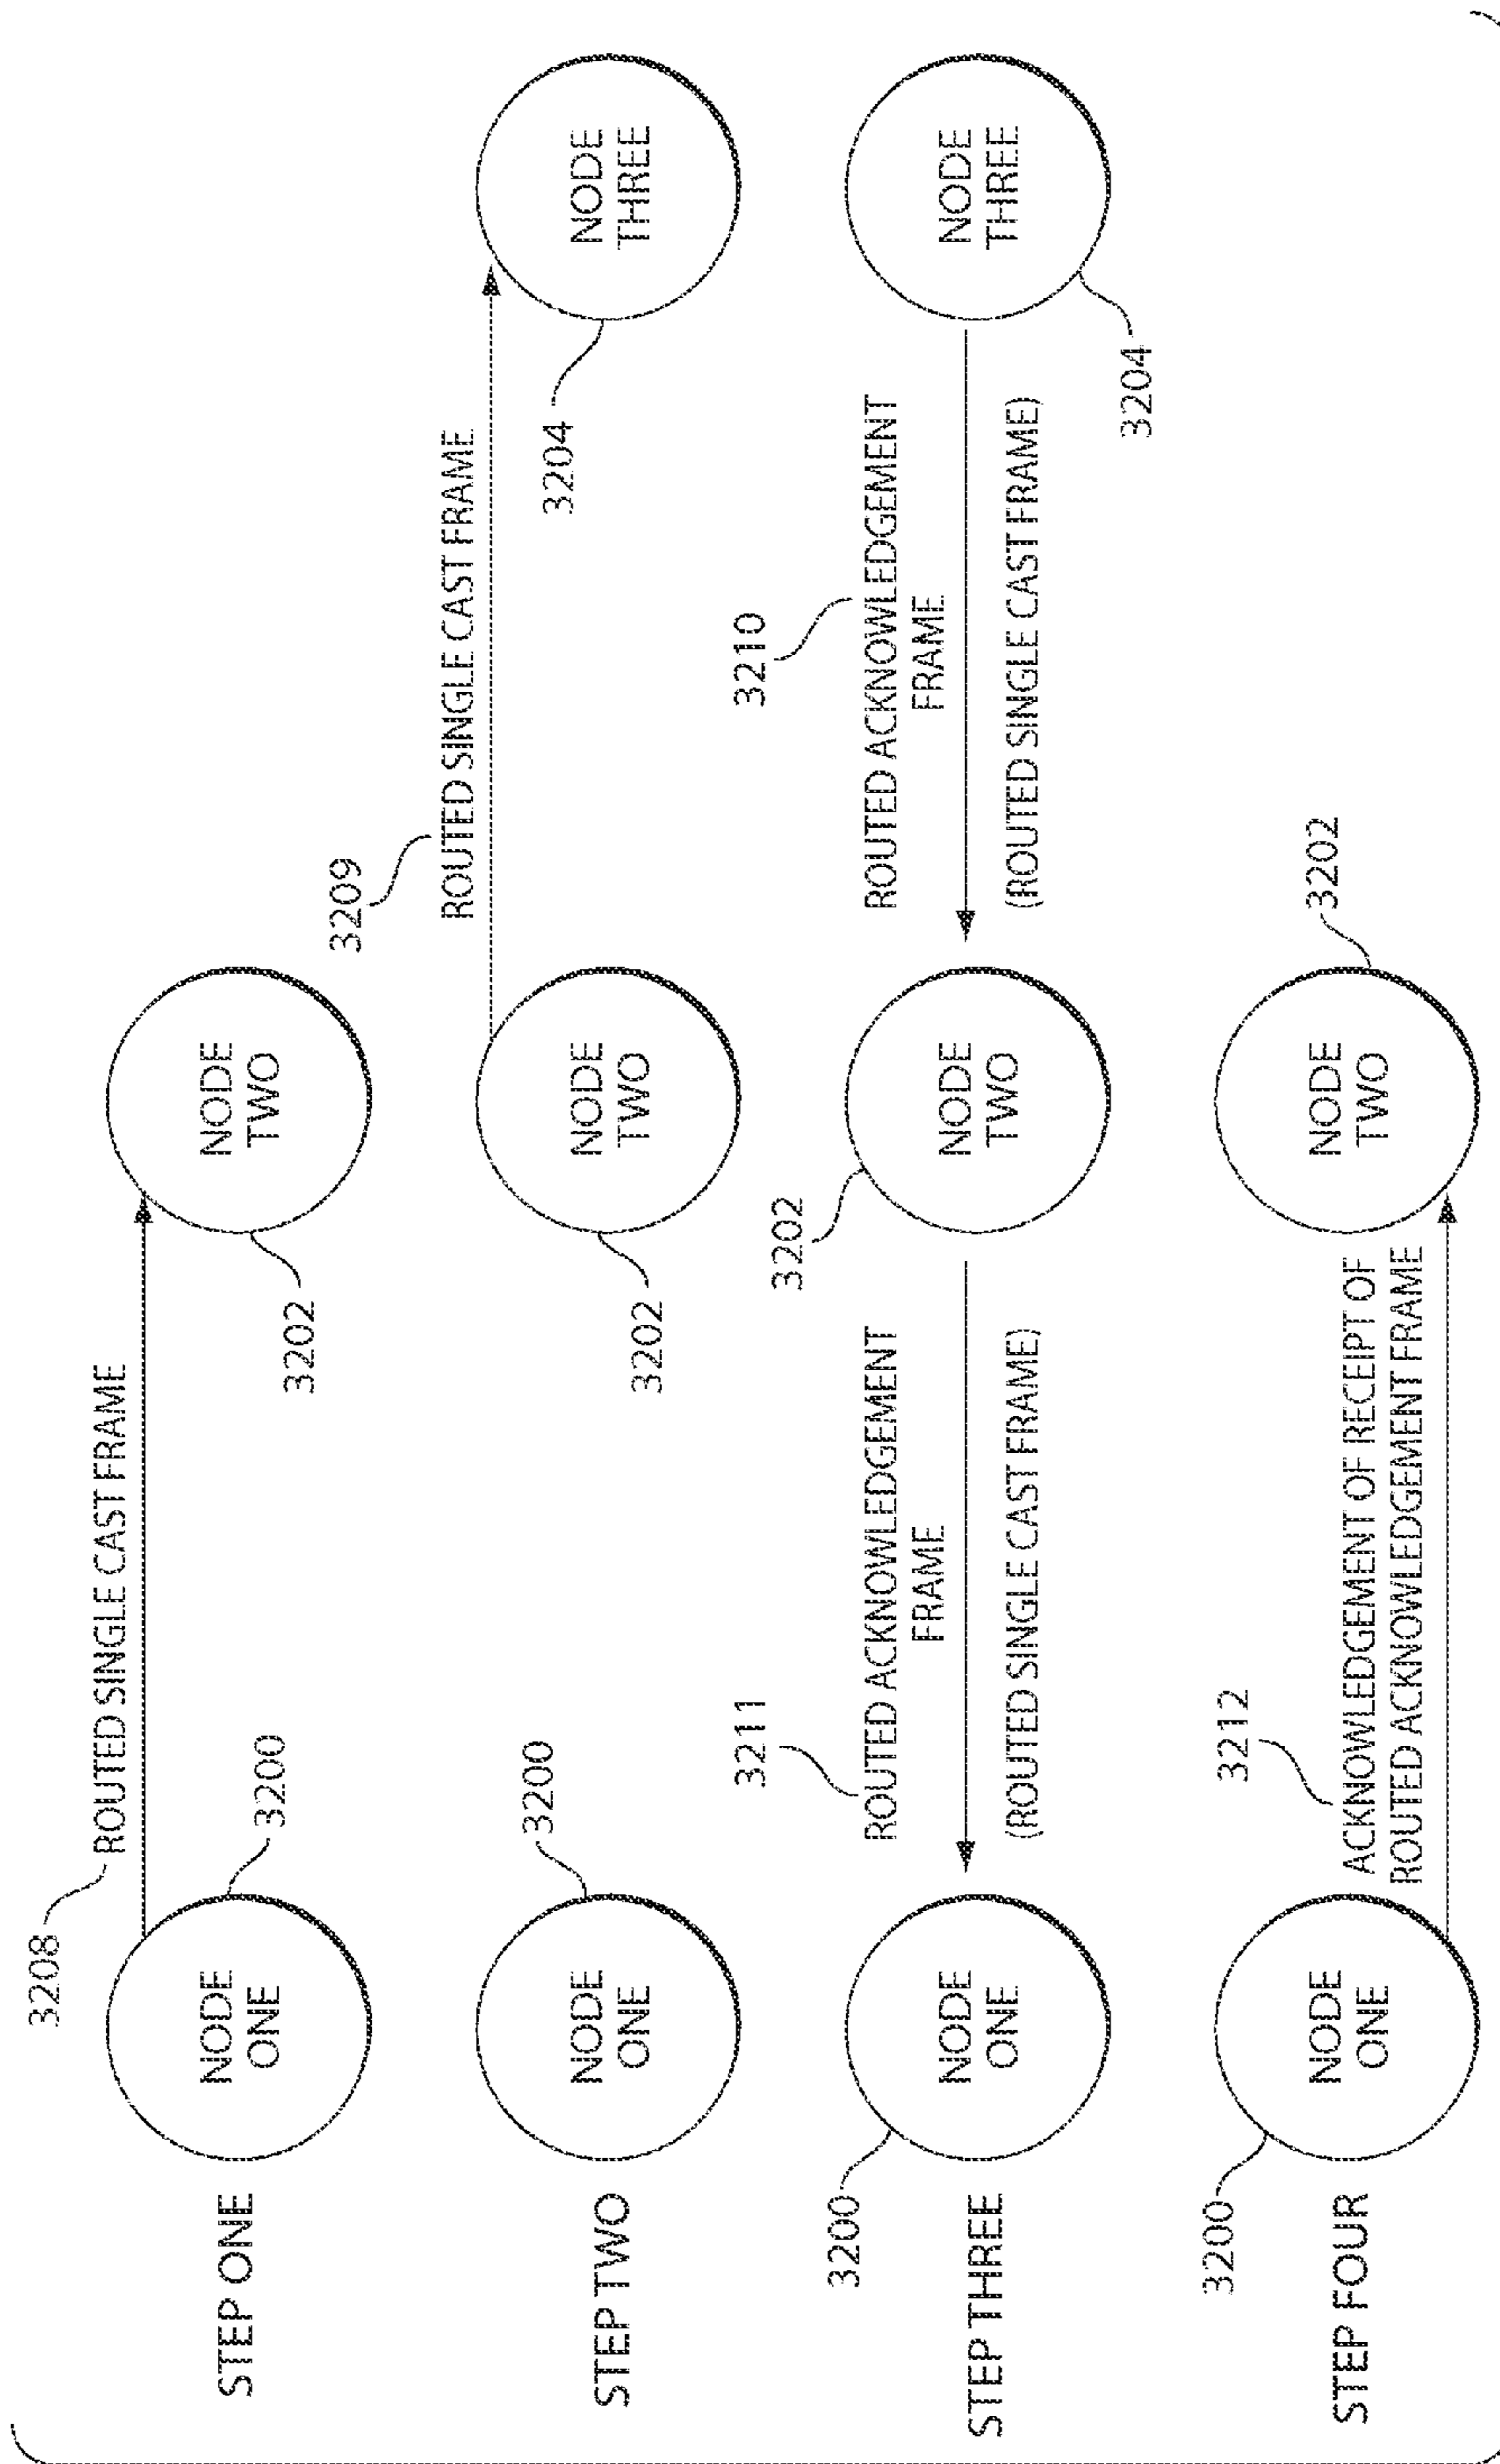 3208
ROUTED SINGLE CAST FRAME
STEP ONE
NODE
ONE
3200
NODE
TWO
3202
3209
ROUTED SINGLE CAST FRAME
STEP TWO
NODE
ONE
3200
NODE
TWO
3202
NODE
THREE
3204
STEP THREE
3200
NODE
ONE
3211
ROUTED ACKNOWLEDGEMENT
FRAME
(ROUTED SINGLE CAST FRAME)
3202
NODE
TWO
3210
ROUTED ACKNOWLEDGEMENT
FRAME
(ROUTED SINGLE CAST FRAME)
NODE
THREE
3204
STEP FOUR
3200
NODE
ONE
3212
ACKNOWLEDGEMENT OF RECEIPT OF
ROUTED ACKNOWLEDGEMENT FRAME
NODE
TWO
3202